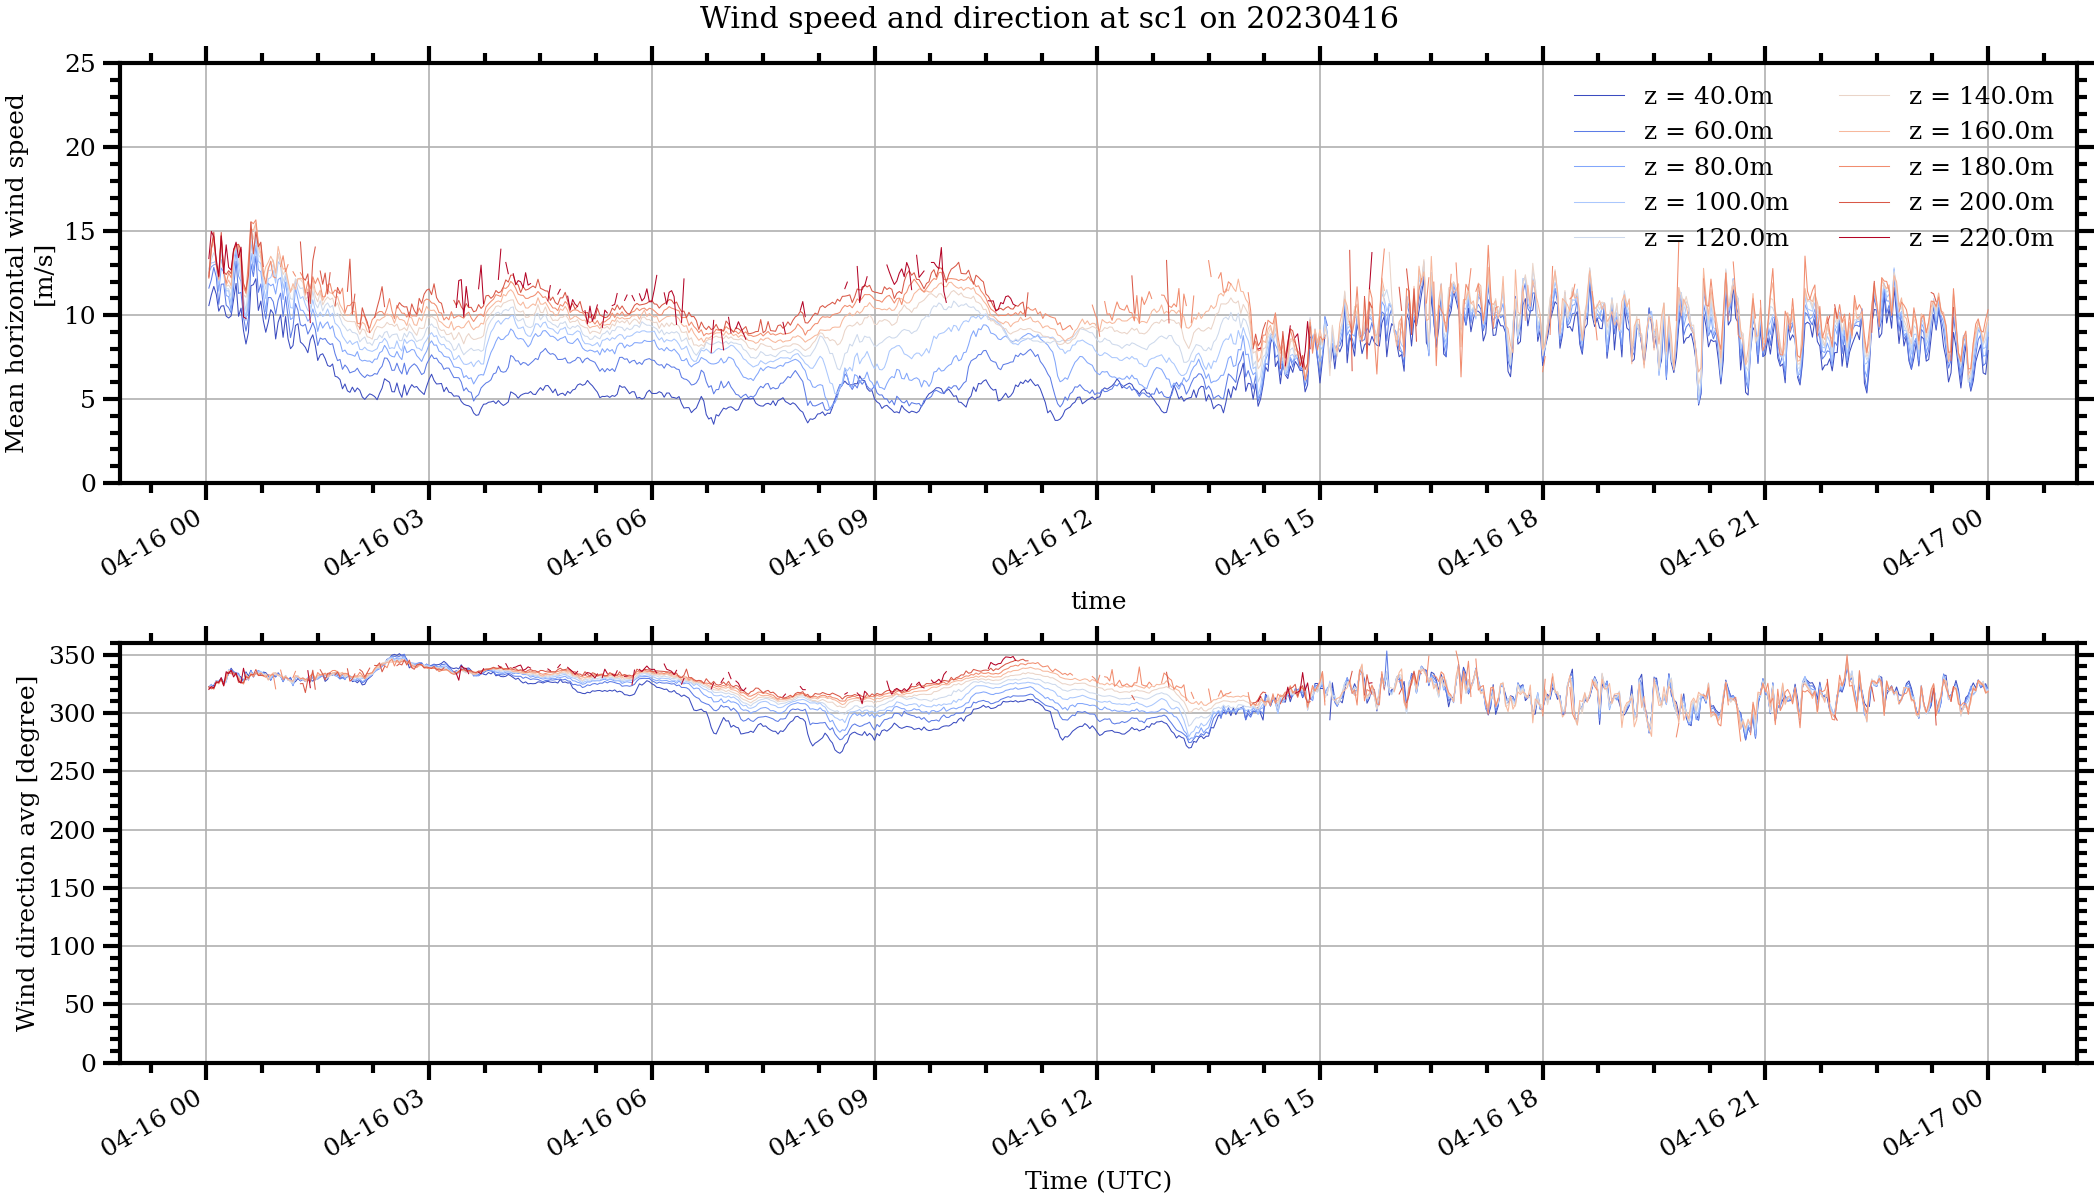 Wind speed and direction at sc1 on 20230416
Mean horizontal wind speed
[m/s]
25
20
15
10
5
0
z = 40.0m
z = 60.0m
z = 80.0m
z = 100.0m
z = 120.0m
z = 140.0m
z = 160.0m
z = 180.0m
z = 200.0m
z = 220.0m
04-16 00
04-16 03
04-16 06
04-16 09
04-16 12
04-16 15
04-16 18
04-16 21
04-17 00
time
Wind direction avg [degree]
350
300
250
200
150
100
50
0
04-16 00
04-16 03
04-16 06
04-16 09
04-16 12
04-16 15
04-16 18
04-16 21
04-17 00
Time (UTC)